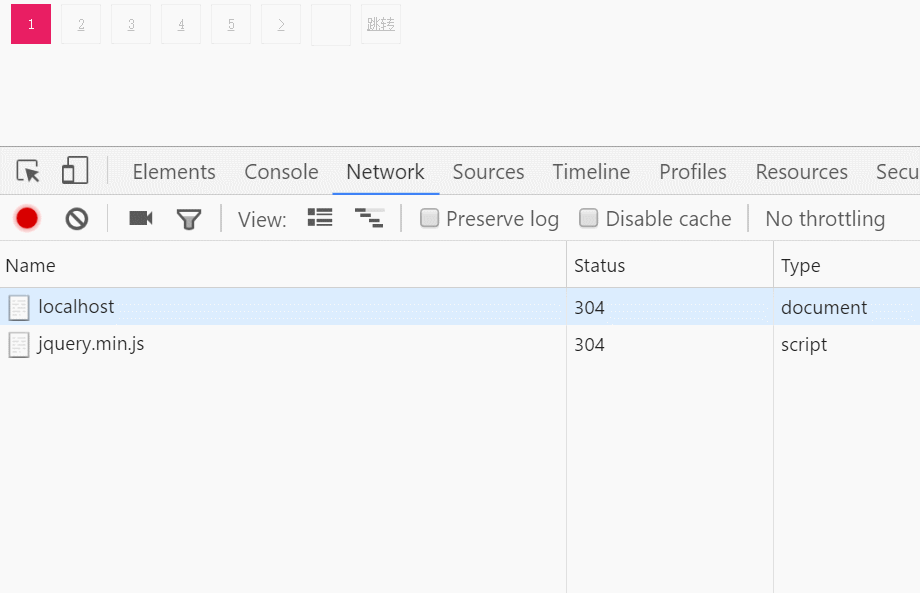 1 2 3 4 5 > 跳转
Elements Console Network Sources Timeline Profiles Resources Secu
View: Preserve log Disable cache No throttling
Name Status Type
localhost 304 document
jquery.min.js 304 script